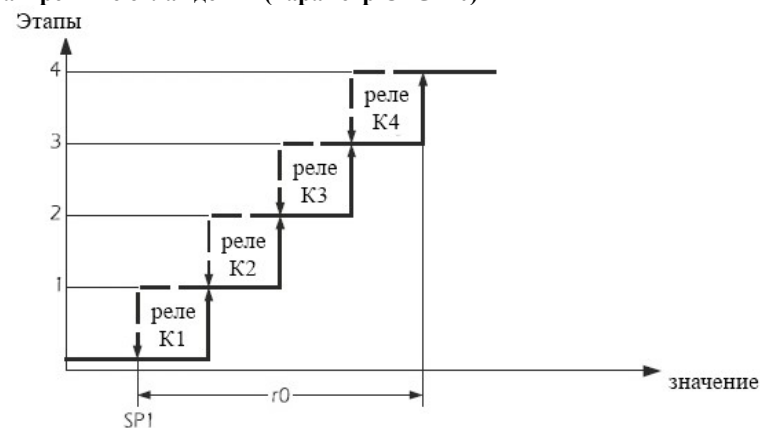 Этапы
4
реле
К4
3
реле
К3
2
реле
К2
1
реле
К1
значение
r0
SP1